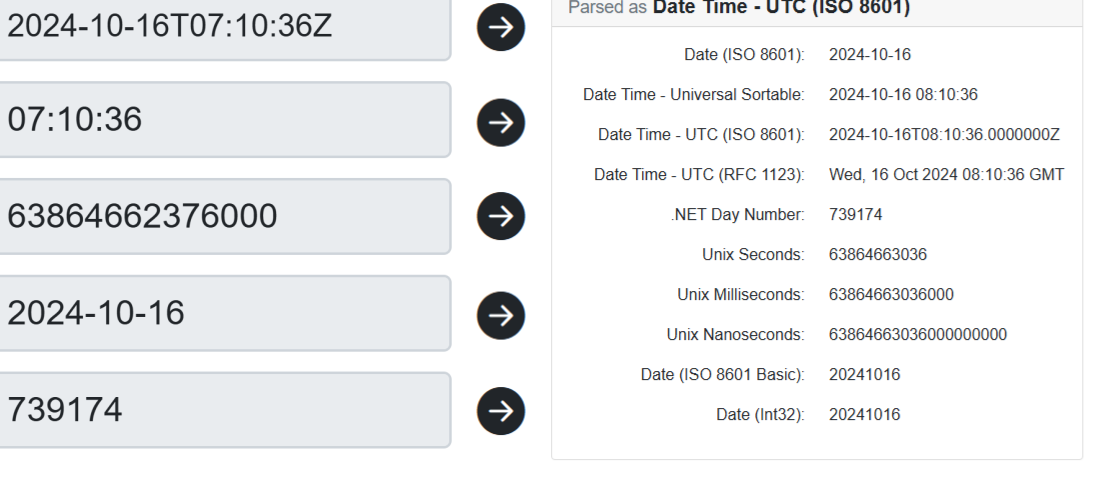 2024-10-16T07:10:36Z
07:10:36
63864662376000
2024-10-16
739174
Parsed as Date Time - UTC (ISO 8601)
Date (ISO 8601): 2024-10-16
Date Time - Universal Sortable: 2024-10-16 08:10:36
Date Time - UTC (ISO 8601): 2024-10-16T08:10:36.0000000Z
Date Time - UTC (RFC 1123): Wed, 16 Oct 2024 08:10:36 GMT
.NET Day Number: 739174
Unix Seconds: 63864663036
Unix Milliseconds: 63864663036000
Unix Nanoseconds: 63864663036000000000
Date (ISO 8601 Basic): 20241016
Date (Int32): 20241016